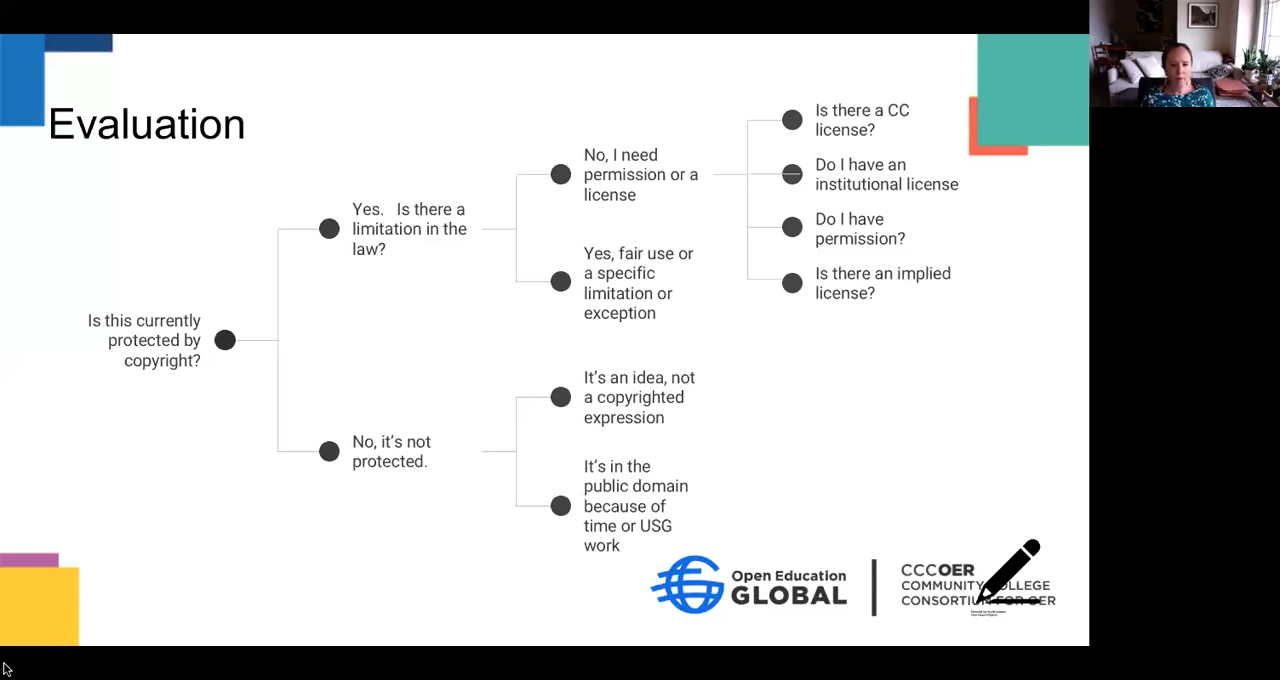 Evaluation
Is this currently
protected by
copyright?
Yes.   Is there a
limitation in the
law?
No, it's not
protected.
No, I need
permission or a
license
Yes, fair use or
a specific
limitation or
exception
It's an idea, not
a copyrighted
expression
It's in the
public domain
because of
time or USG
work
Is there a CC
license?
Do I have an
institutional license
Do I have
permission?
Is there an implied
license?
Open Education
GLOBAL
CCCOER
COMMUNITY COLLEGE
CONSORTIUM FOR OER